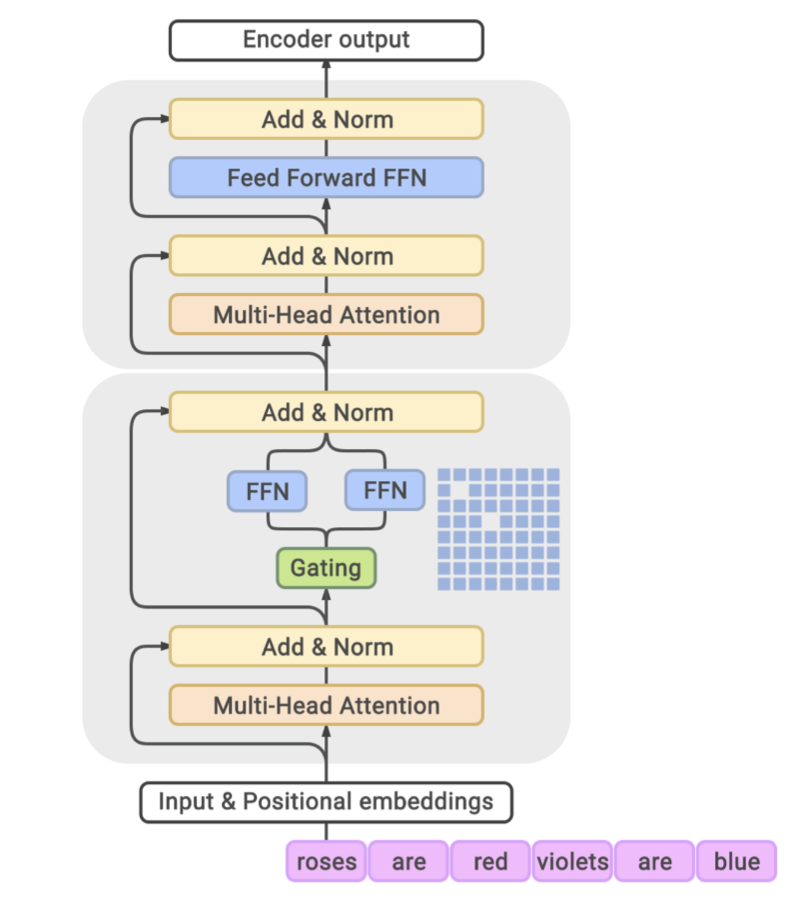 Encoder output
Add & Norm
Feed Forward FFN
Add & Norm
Multi-Head Attention
Add & Norm
FFN FFN
Gating
Add & Norm
Multi-Head Attention
Input & Positional embeddings
roses are red violets are blue